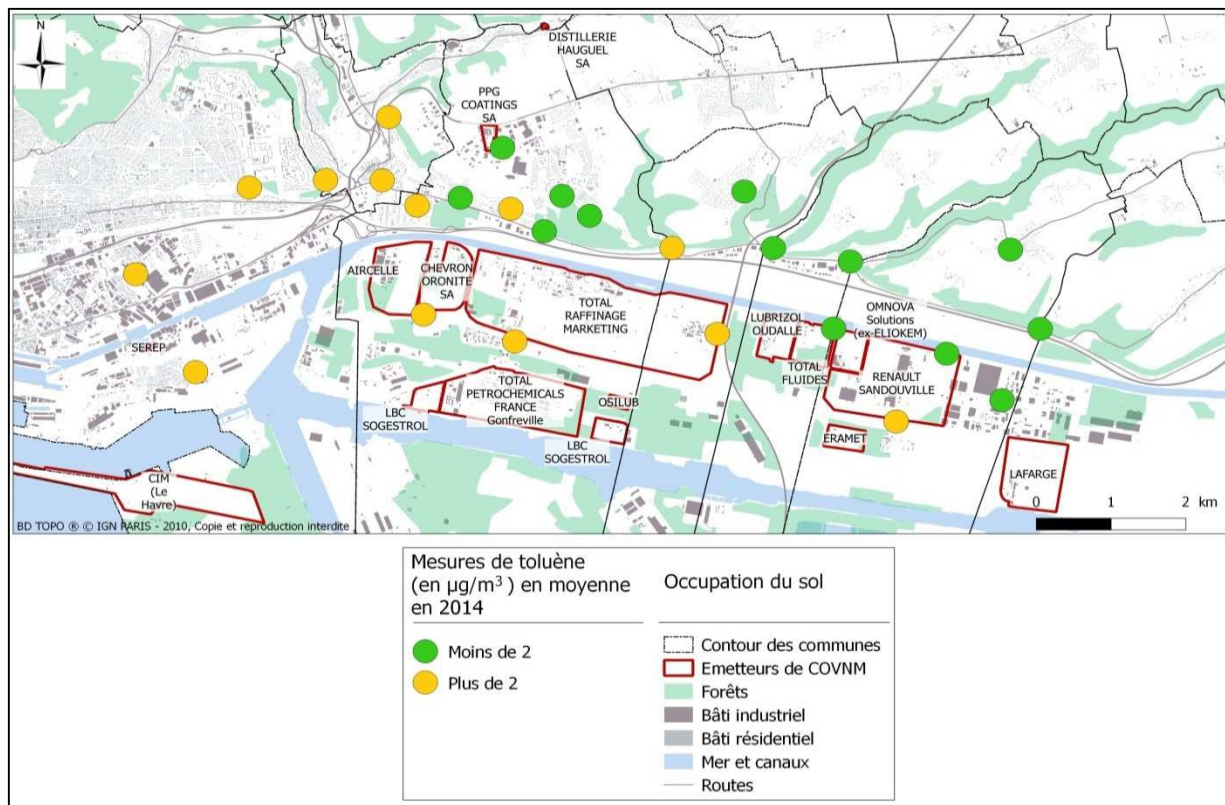 N
DISTILLERIE
HAUGUEL
SA
PPG
COATINGS
SA
AIRCELLE
CHEVRON
ORONITE
SA
TOTAL
RAFFINAGE
MARKETING
LUBRIZOL
OUDALLE
OMNOVA
Solutions
(ex-ELIOKEM)
SEREP
TOTAL
FLUIDES
RENAULT
SANDOUVILLE
TOTAL
PETROCHEMICALS
FRANCE
Gonfreville
LBC
SOGESTROL
OSILUB
LBC
SOGESTROL
ERAMET
CIM
(Le
Havre)
LAFARGE
0 1 2 km
BD TOPO ® © IGN PARIS - 2010, Copie et reproduction interdite
Mesures de toluène
(en µg/m³ ) en moyenne
en 2014
Moins de 2
Plus de 2
Occupation du sol
Contour des communes
Emetteurs de COVNM
Forêts
Bâti industriel
Bâti résidentiel
Mer et canaux
Routes